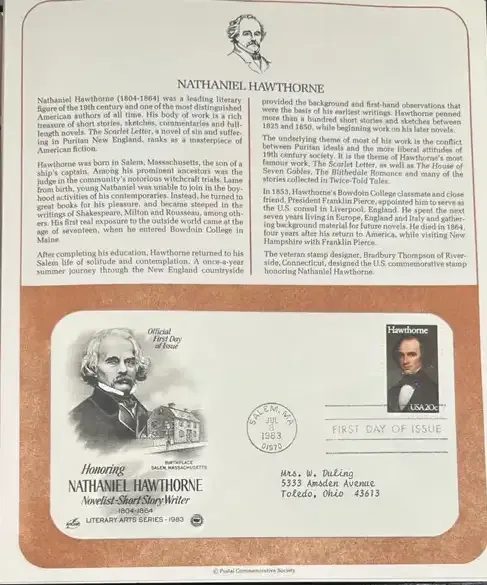 NATHANIEL HAWTHORNE
Nathaniel Hawthorne (1804-1864) was a leading literary
figure of the 19th century and one of the most distinguished
American authors of all time. His body of work is a rich
treasure of short stories, sketches, commentaries and full-
length novels. The Scarlet Letter, a novel of sin and suffer-
ing in Puritan New England, ranks as a masterpiece of
American fiction.
Hawthorne was born in Salem, Massachusetts, the son of a
ship's captain. Among his prominent ancestors was the
judge in the community's notorious witchcraft trials. Lame
from birth, young Nathaniel was unable to join in the boy-
hood activities of his contemporaries. Instead, he turned to
great books for his pleasure, and became steeped in the
writings of Shakespeare, Milton and Rousseau, among oth-
ers. His first real exposure to the outside world came at the
age of seventeen, when he entered Bowdoin College in
Maine.
After completing his education, Hawthorne returned to his
Salem life of solitude and contemplation. A once-a-year
summer journey through the New England countryside
provided the background and first-hand observations that
were the basis of his earliest writings. Hawthorne penned
more than a hundred short stories and sketches between
1825 and 1850, while beginning work on his later novels.
The underlying theme of most of his work is the conflict
between Puritan ideals and the more liberal attitudes of
19th century society. It is the theme of Hawthorne's most
famous work, The Scarlet Letter, as well as The House of
Seven Gables, The Blithedale Romance and many of the
stories collected in Twice-Told Tales.
In 1853, Hawthorne's Bowdoin College classmate and close
friend, President Franklin Pierce, appointed him to serve as
the U.S. consul in Liverpool, England. He spent the next
seven years living in Europe, England and Italy and gather-
ing background material for future novels. He died in 1864,
four years after his return to America, while visiting New
Hampshire with Franklin Pierce.
The veteran stamp designer, Bradbury Thompson of River-
side, Connecticut, designed the U.S. commemorative stamp
honoring Nathaniel Hawthorne.
Official
First Day
of Issue
Hawthorne
USA 20c
SALEM, MA
JUL
8
1983
01970
FIRST DAY OF ISSUE
BIRTHPLACE
SALEM, MASSACHUSETTS
Honoring
NATHANIEL HAWTHORNE
Novelist-Short Story Writer
1804-1864
LITERARY ARTS SERIES - 1983
Mrs. W. Duling
5333 Amsden Avenue
Toledo, Ohio 43613
© Postal Commemorative Society